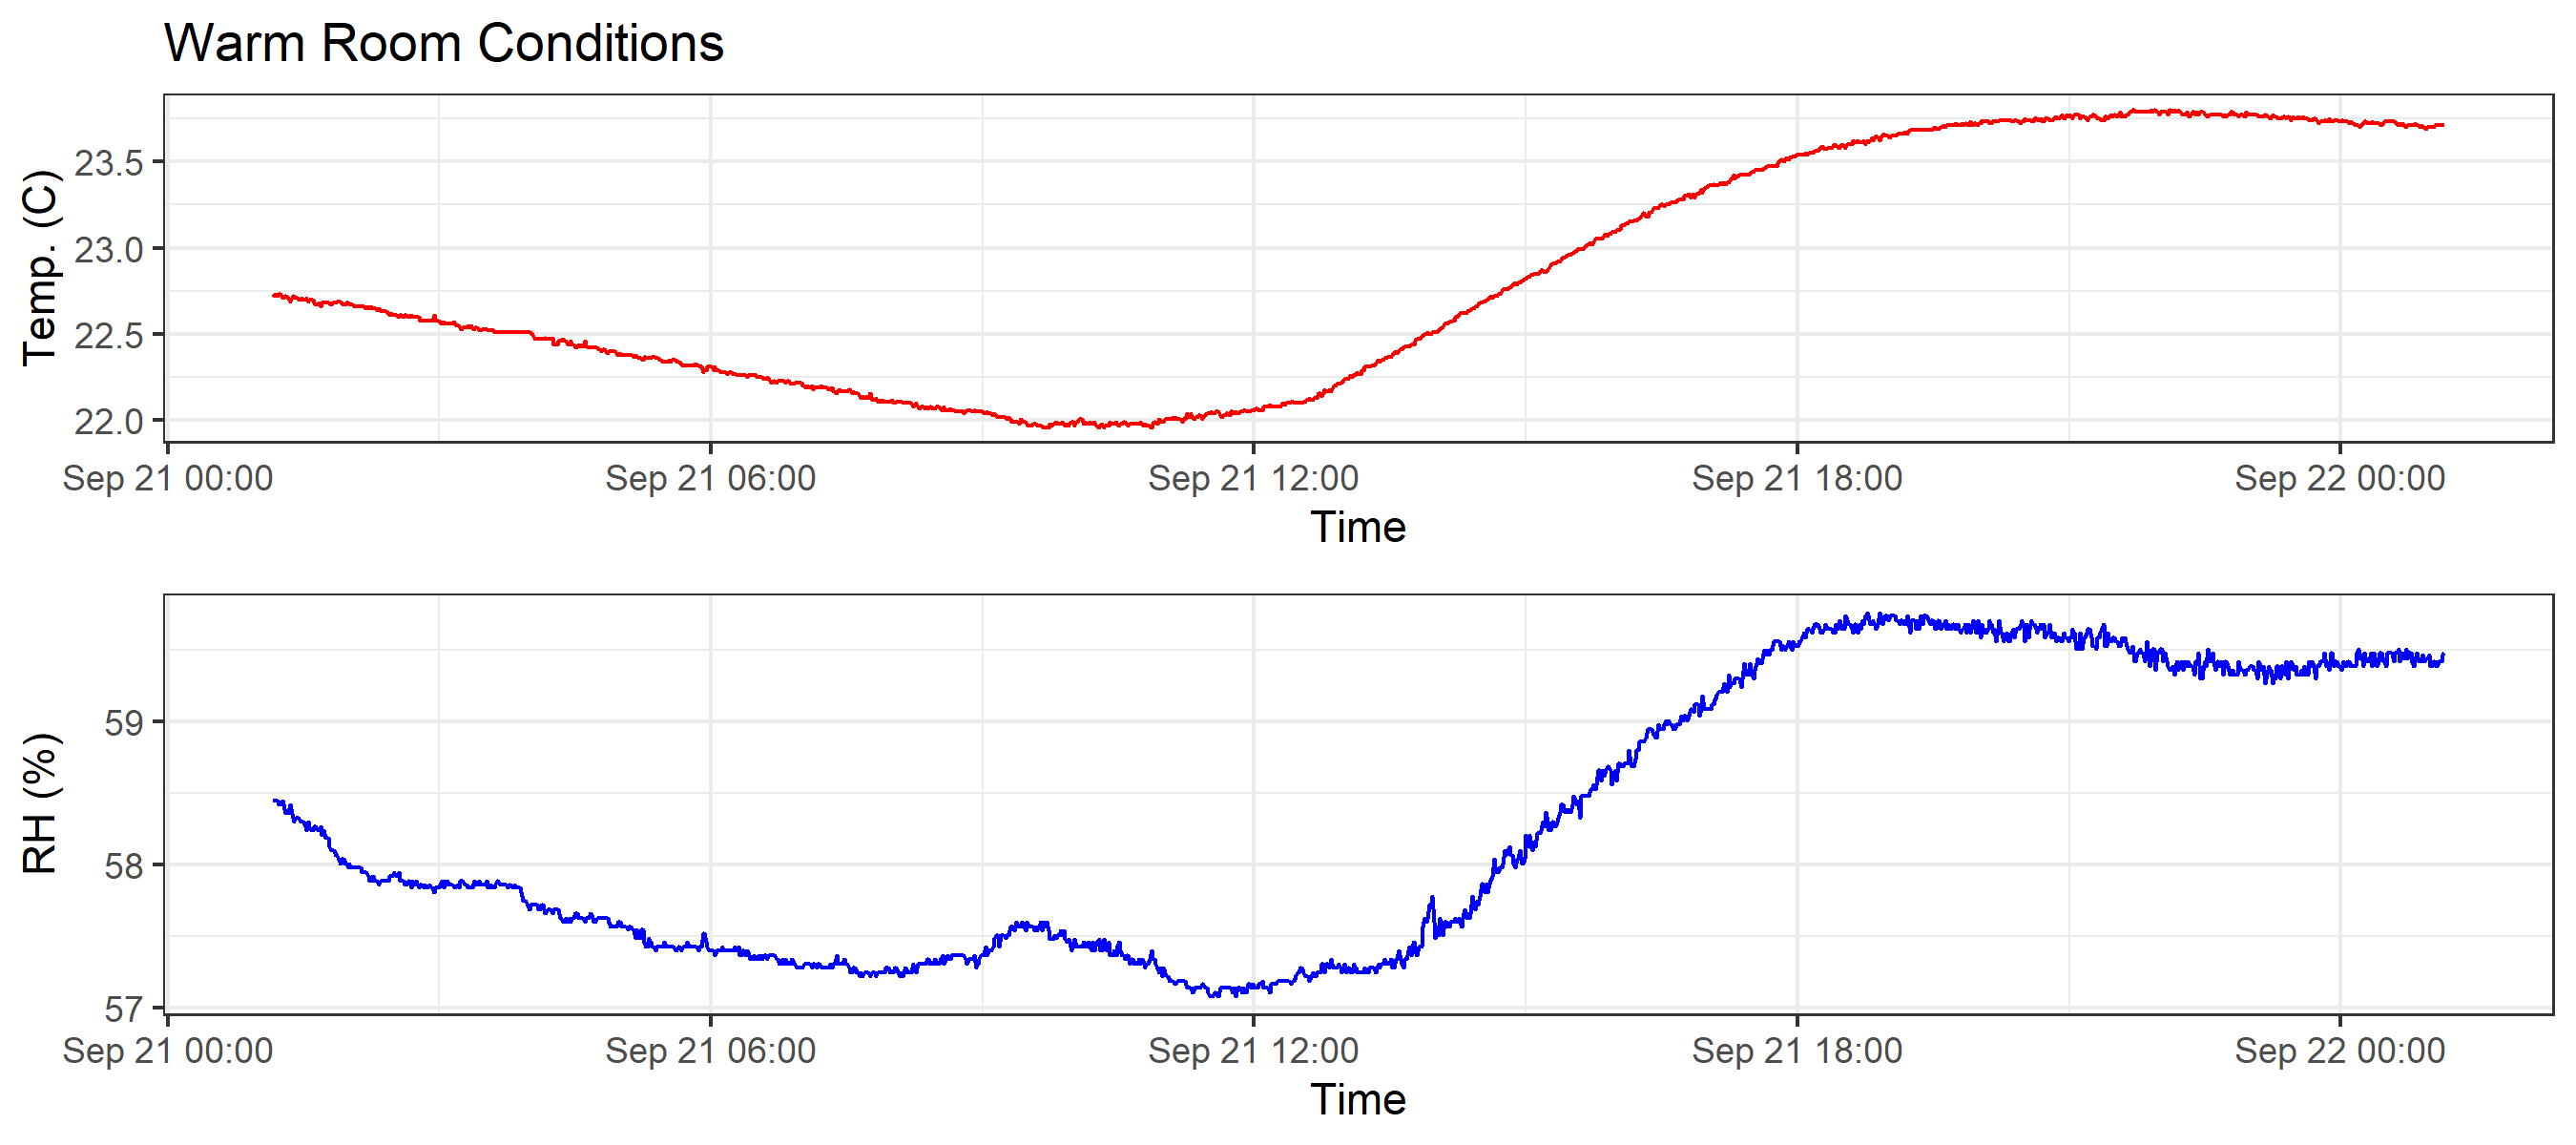 Warm Room Conditions
Temp. (C)
23.5
23.0
22.5
22.0
Sep 21 00:00 Sep 21 06:00 Sep 21 12:00 Sep 21 18:00 Sep 22 00:00
Time
RH (%)
59
58
57
Sep 21 00:00 Sep 21 06:00 Sep 21 12:00 Sep 21 18:00 Sep 22 00:00
Time